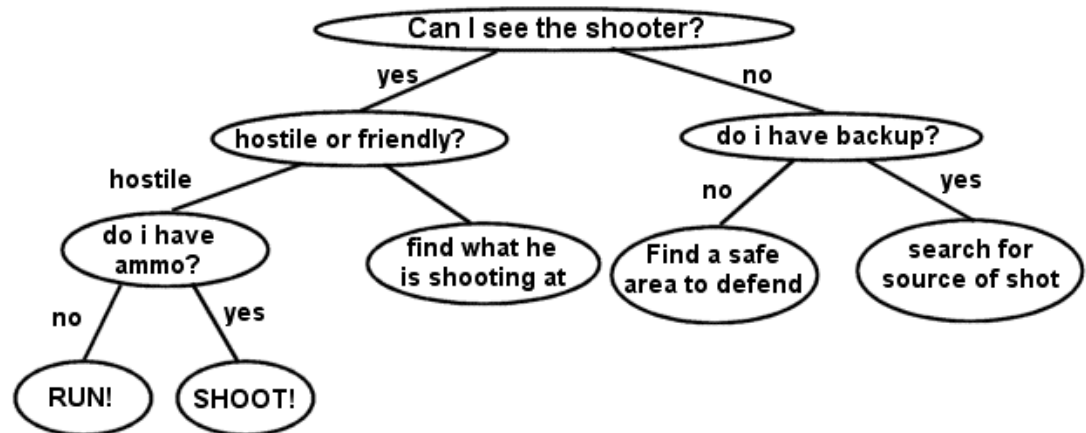 Can I see the shooter?
yes
no
hostile or friendly?
do i have backup?
hostile
no
yes
do i have
ammo?
find what he
is shooting at
Find a safe
area to defend
search for
source of shot
no
yes
RUN!
SHOOT!